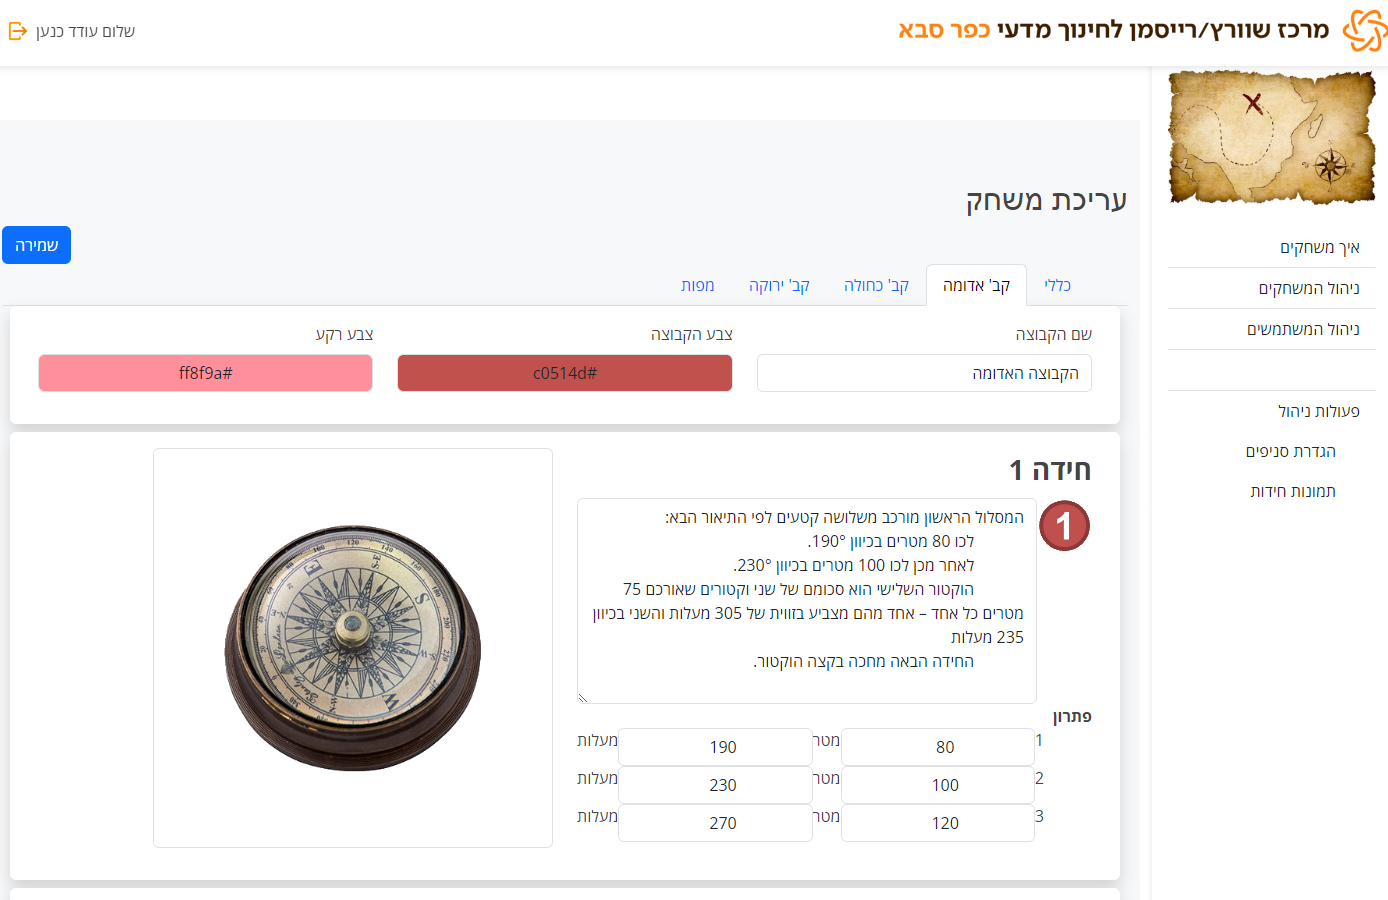 מרכז שוורץ/רייסמן לחינוך מדעי כפר סבא
שלום עודד כנען
איך משחקים
ניהול המשחקים
ניהול המשתמשים
פעולות ניהול
הגדרת סניפים
תמונות חידות
עריכת משחק
שמירה
כללי
קב' אדומה
קב' כחולה
קב' ירוקה
מפות
שם הקבוצה
צבע הקבוצה
צבע רקע
הקבוצה האדומה
c0514d#
ff8f9a#
חידה 1
1
המסלול הראשון מורכב משלושה קטעים לפי התיאור הבא:
לכו 80 מטרים בכיוון 190°.
לאחר מכן לכו 100 מטרים בכיוון 230°.
הוקטור השלישי הוא סכומם של שני וקטורים שאורכם 75
מטרים כל אחד – אחד מהם מצביע בזווית של 305 מעלות והשני בכיוון
235 מעלות
החידה הבאה מחכה בקצה הוקטור.
פתרון
1 80 מטר 190 מעלות
2 100 מטר 230 מעלות
3 120 מטר 270 מעלות